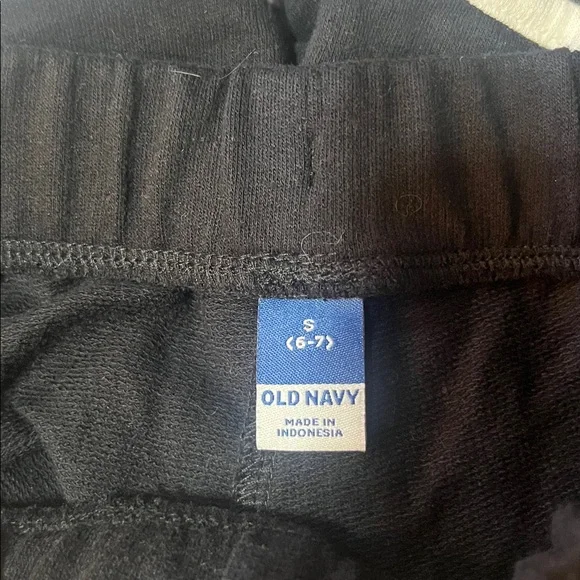 S
(6-7)
OLD NAVY
MADE IN
INDONESIA